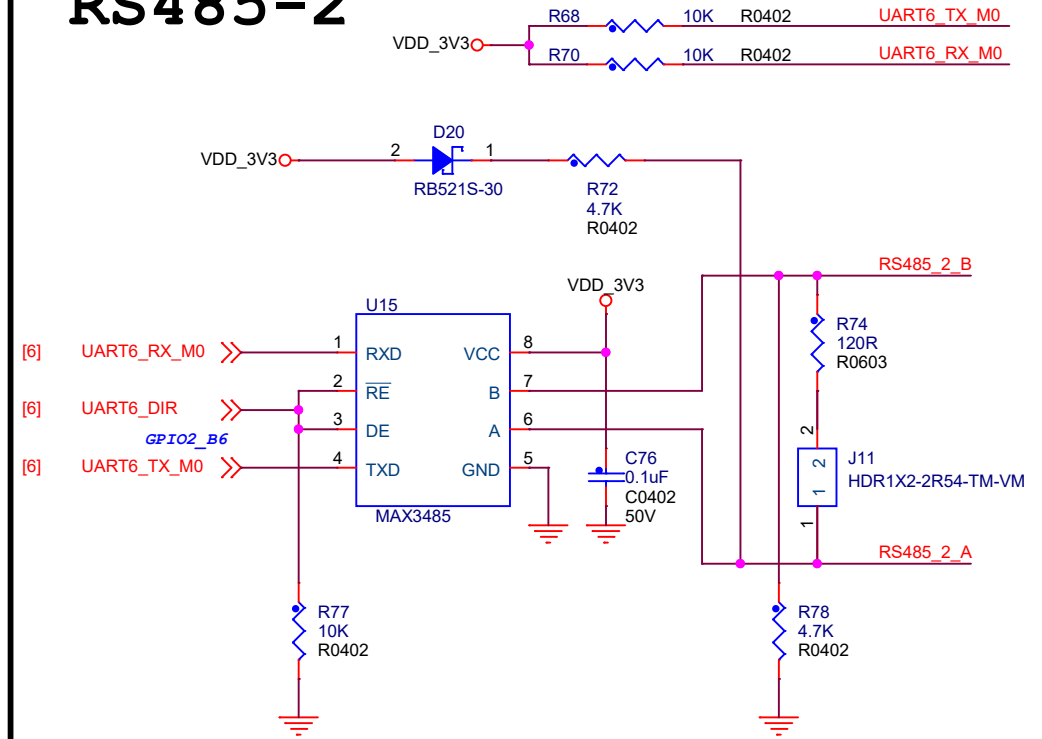 RS485-2
R68 10K R0402 UART6_TX_M0
VDD_3V3
R70 10K R0402 UART6_RX_M0
D20
VDD_3V3 2 1
RB521S-30 R72
4.7K
R0402
RS485_2_B
VDD_3V3
U15
R74
120R
R0603
[6] UART6_RX_M0 1 RXD VCC 8
2 RE B 7
[6] UART6_DIR 3 DE A 6
GPIO2_B6
[6] UART6_TX_M0 4 TXD GND 5
MAX3485
C76
0.1uF
C0402
50V
2
2
1
1
J11
HDR1X2-2R54-TM-VM
RS485_2_A
R77
10K
R0402
R78
4.7K
R0402